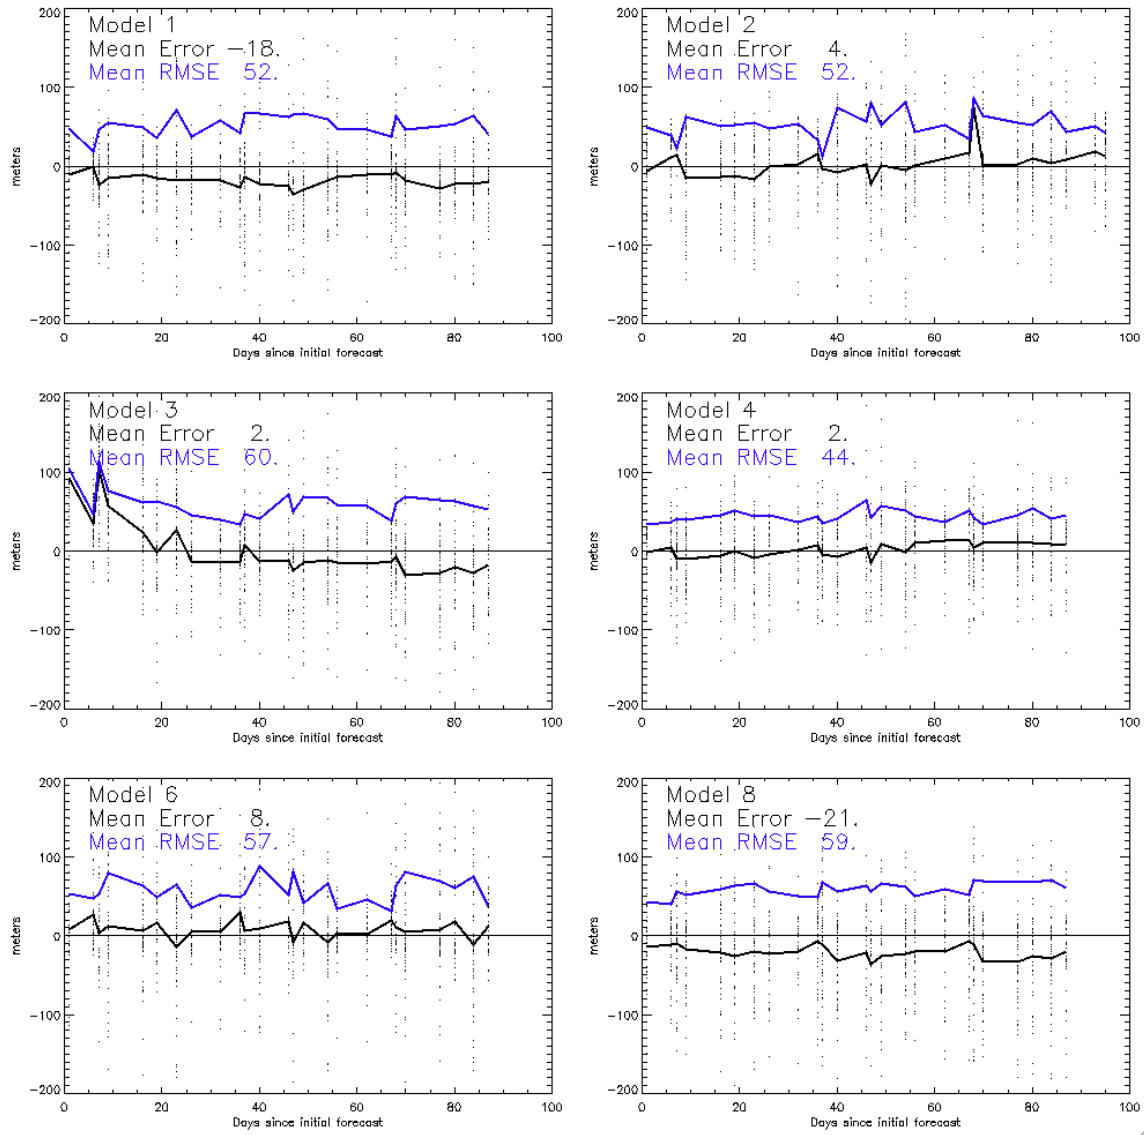 Model 1
Mean Error −18.
Mean RMSE 52.
200
100
0
−100
−200
meters
0 20 40 60 80 100
Days since initial forecast
Model 2
Mean Error 4.
Mean RMSE 52.
200
100
0
−100
−200
meters
0 20 40 60 80 100
Days since initial forecast
Model 3
Mean Error 2.
Mean RMSE 60.
200
100
0
−100
−200
meters
0 20 40 60 80 100
Days since initial forecast
Model 4
Mean Error 2.
Mean RMSE 44.
200
100
0
−100
−200
meters
0 20 40 60 80 100
Days since initial forecast
Model 6
Mean Error 8.
Mean RMSE 57.
200
100
0
−100
−200
meters
0 20 40 60 80 100
Days since initial forecast
Model 8
Mean Error −21.
Mean RMSE 59.
200
100
0
−100
−200
meters
0 20 40 60 80 100
Days since initial forecast